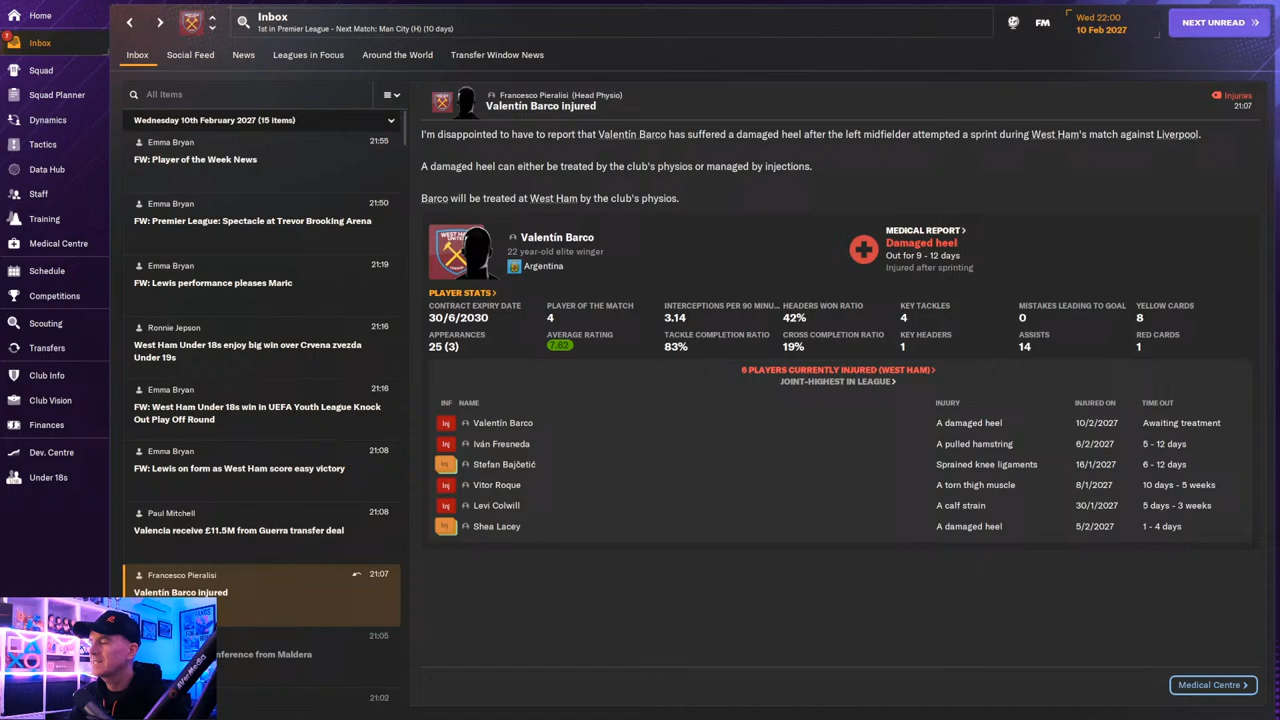 Home
7
Inbox
Squad
Squad Planner
Dynamics
Tactics
Data Hub
Staff
Training
Medical Centre
Schedule
Competitions
Scouting
Transfers
Club Info
Club Vision
Finances
Dev. Centre
Under 18s
Inbox
1st in Premier League - Next Match: Man City (H) (10 days)
FM
Wed 22:00
10 Feb 2027
NEXT UNREAD
Inbox Social Feed News Leagues in Focus Around the World Transfer Window News
All Items
Wednesday 10th February 2027 (15 items)
Emma Bryan 21:55
FW: Player of the Week News
Emma Bryan 21:50
FW: Premier League: Spectacle at Trevor Brooking Arena
Emma Bryan 21:19
FW: Lewis performance pleases Maric
Ronnie Jepson 21:16
West Ham Under 18s enjoy big win over Crvena zvezda
Under 19s
Emma Bryan 21:16
FW: West Ham Under 18s win in UEFA Youth League Knock
Out Play Off Round
Emma Bryan 21:08
FW: Lewis on form as West Ham score easy victory
Paul Mitchell 21:08
Valencia receive £11.5M from Guerra transfer deal
Francesco Pieralisi 21:07
Valentín Barco injured
21:05
ference from Maldera
21:02
Francesco Pieralisi (Head Physio)
Valentín Barco injured
Injuries
21:07
I'm disappointed to have to report that Valentín Barco has suffered a damaged heel after the left midfielder attempted a sprint during West Ham's match against Liverpool.
A damaged heel can either be treated by the club's physios or managed by injections.
Barco will be treated at West Ham by the club's physios.
Valentín Barco
22 year-old elite winger
Argentina
MEDICAL REPORT
Damaged heel
Out for 9 - 12 days
Injured after sprinting
PLAYER STATS
CONTRACT EXPIRY DATE PLAYER OF THE MATCH INTERCEPTIONS PER 90 MINU... HEADERS WON RATIO KEY TACKLES MISTAKES LEADING TO GOAL YELLOW CARDS
30/6/2030 4 3.14 42% 4 0 8
APPEARANCES AVERAGE RATING TACKLE COMPLETION RATIO CROSS COMPLETION RATIO KEY HEADERS ASSISTS RED CARDS
25 (3) 7.62 83% 19% 1 14 1
6 PLAYERS CURRENTLY INJURED (WEST HAM)
JOINT-HIGHEST IN LEAGUE
INF NAME INJURY INJURED ON TIME OUT
Inj Valentín Barco A damaged heel 10/2/2027 Awaiting treatment
Inj Iván Fresneda A pulled hamstring 6/2/2027 5 - 12 days
Inj Stefan Bajčetić Sprained knee ligaments 16/1/2027 6 - 12 days
Inj Vitor Roque A torn thigh muscle 8/1/2027 10 days - 5 weeks
Inj Levi Colwill A calf strain 30/1/2027 5 days - 3 weeks
Inj Shea Lacey A damaged heel 5/2/2027 1 - 4 days
Medical Centre
AVerMedia